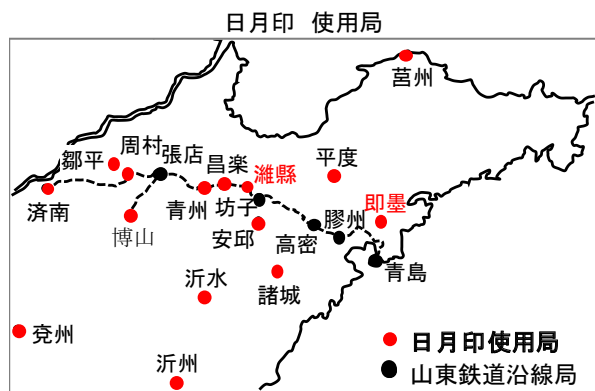 日月印 使用局
莒州
周村
張店
鄒平
昌楽
濰縣
平度
済南
青州
坊子
即墨
膠州
博山
安邱
高密
青島
沂水
諸城
兗州
日月印使用局
山東鉄道沿線局
沂州